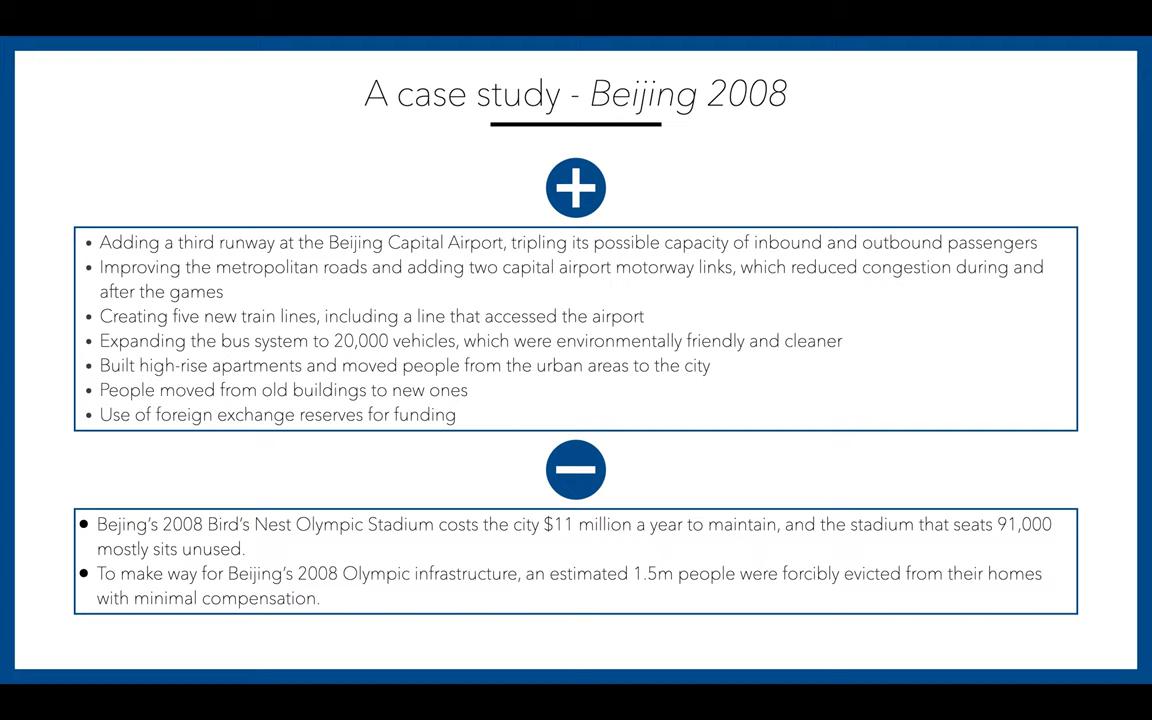 A case study - Beijing 2008
• Adding a third runway at the Beijing Capital Airport, tripling its possible capacity of inbound and outbound passengers
• Improving the metropolitan roads and adding two capital airport motorway links, which reduced congestion during and
after the games
• Creating five new train lines, including a line that accessed the airport
• Expanding the bus system to 20,000 vehicles, which were environmentally friendly and cleaner
• Built high-rise apartments and moved people from the urban areas to the city
• People moved from old buildings to new ones
• Use of foreign exchange reserves for funding
• Bejing’s 2008 Bird’s Nest Olympic Stadium costs the city $11 million a year to maintain, and the stadium that seats 91,000
mostly sits unused.
• To make way for Beijing’s 2008 Olympic infrastructure, an estimated 1.5m people were forcibly evicted from their homes
with minimal compensation.